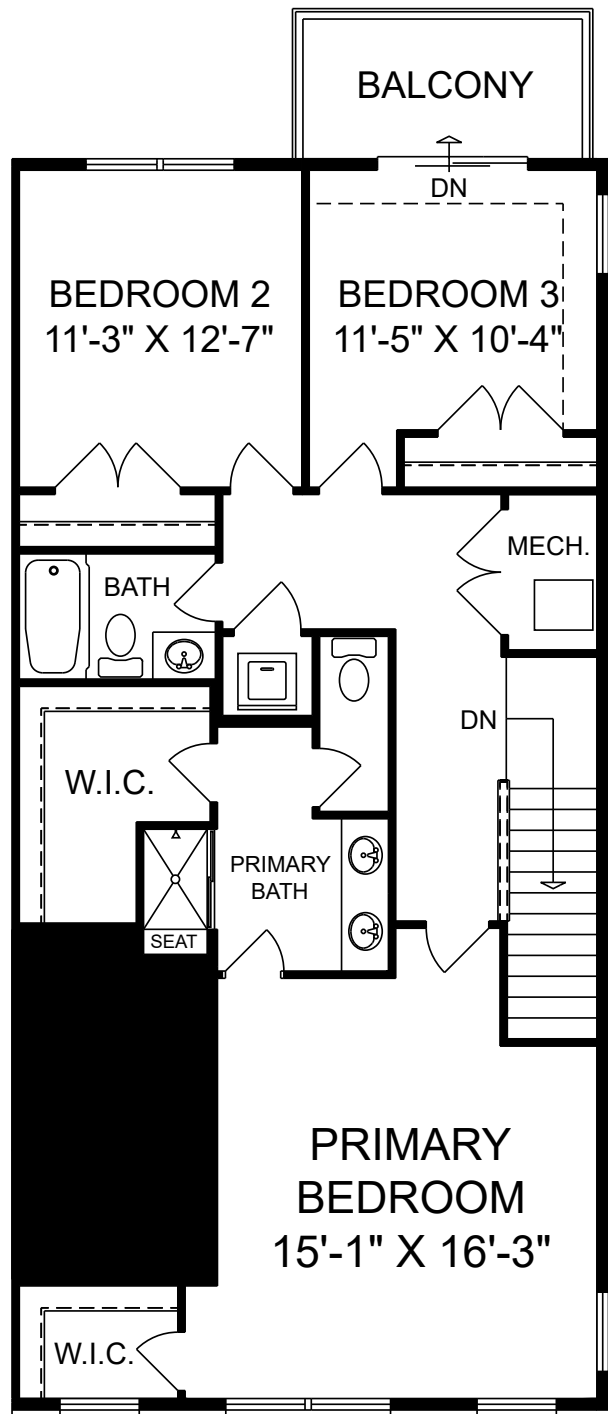 BALCONY
DN
BEDROOM 2
11'-3" X 12'-7"
BEDROOM 3
11'-5" X 10'-4"
MECH.
BATH
DN
W.I.C.
PRIMARY
BATH
SEAT
PRIMARY
BEDROOM
15'-1" X 16'-3"
W.I.C.